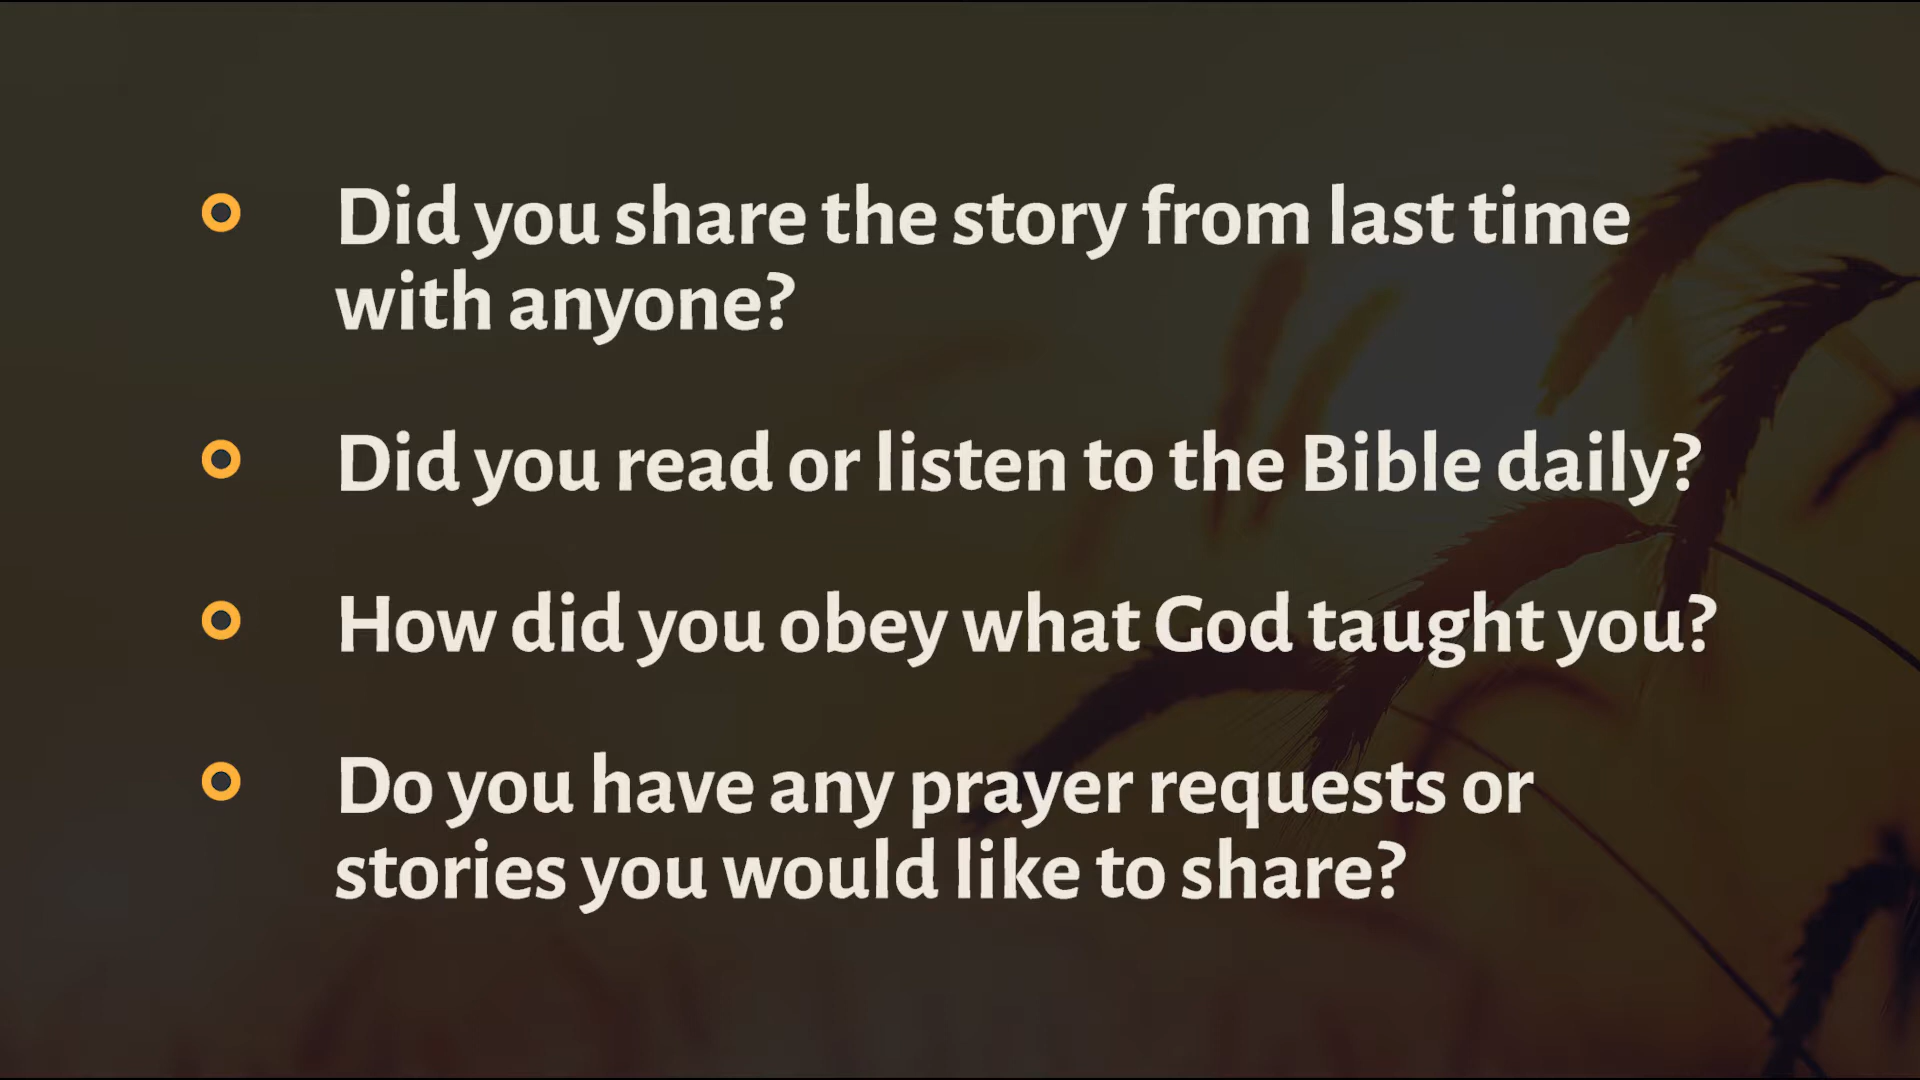 Did you share the story from last time
with anyone?
Did you read or listen to the Bible daily?
How did you obey what God taught you?
Do you have any prayer requests or
stories you would like to share?